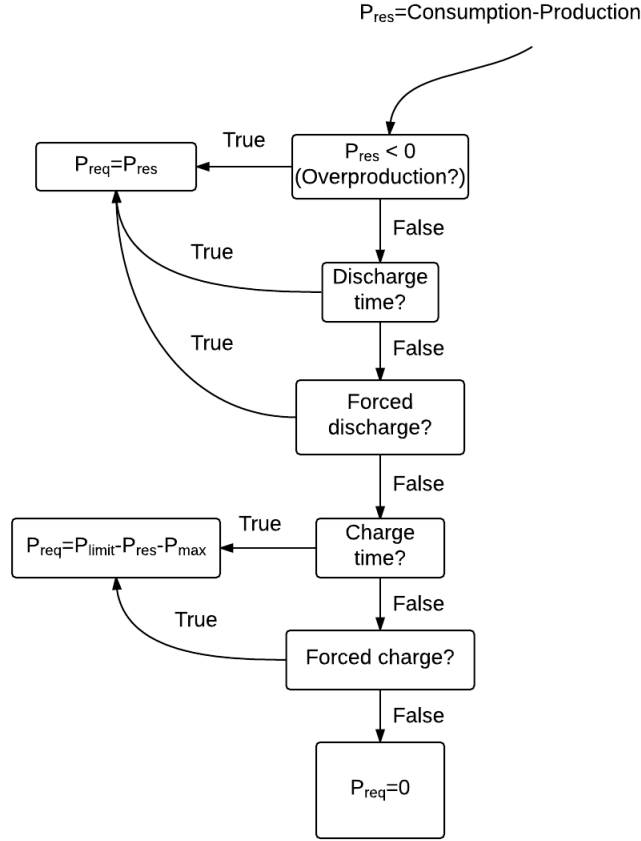 P_res=Consumption-Production
True
P_req=P_res
P_res < 0
(Overproduction?)
False
True
Discharge
time?
True
False
Forced
discharge?
False
True
P_req=P_limit-P_res-P_max
Charge
time?
False
True
Forced charge?
False
P_req=0